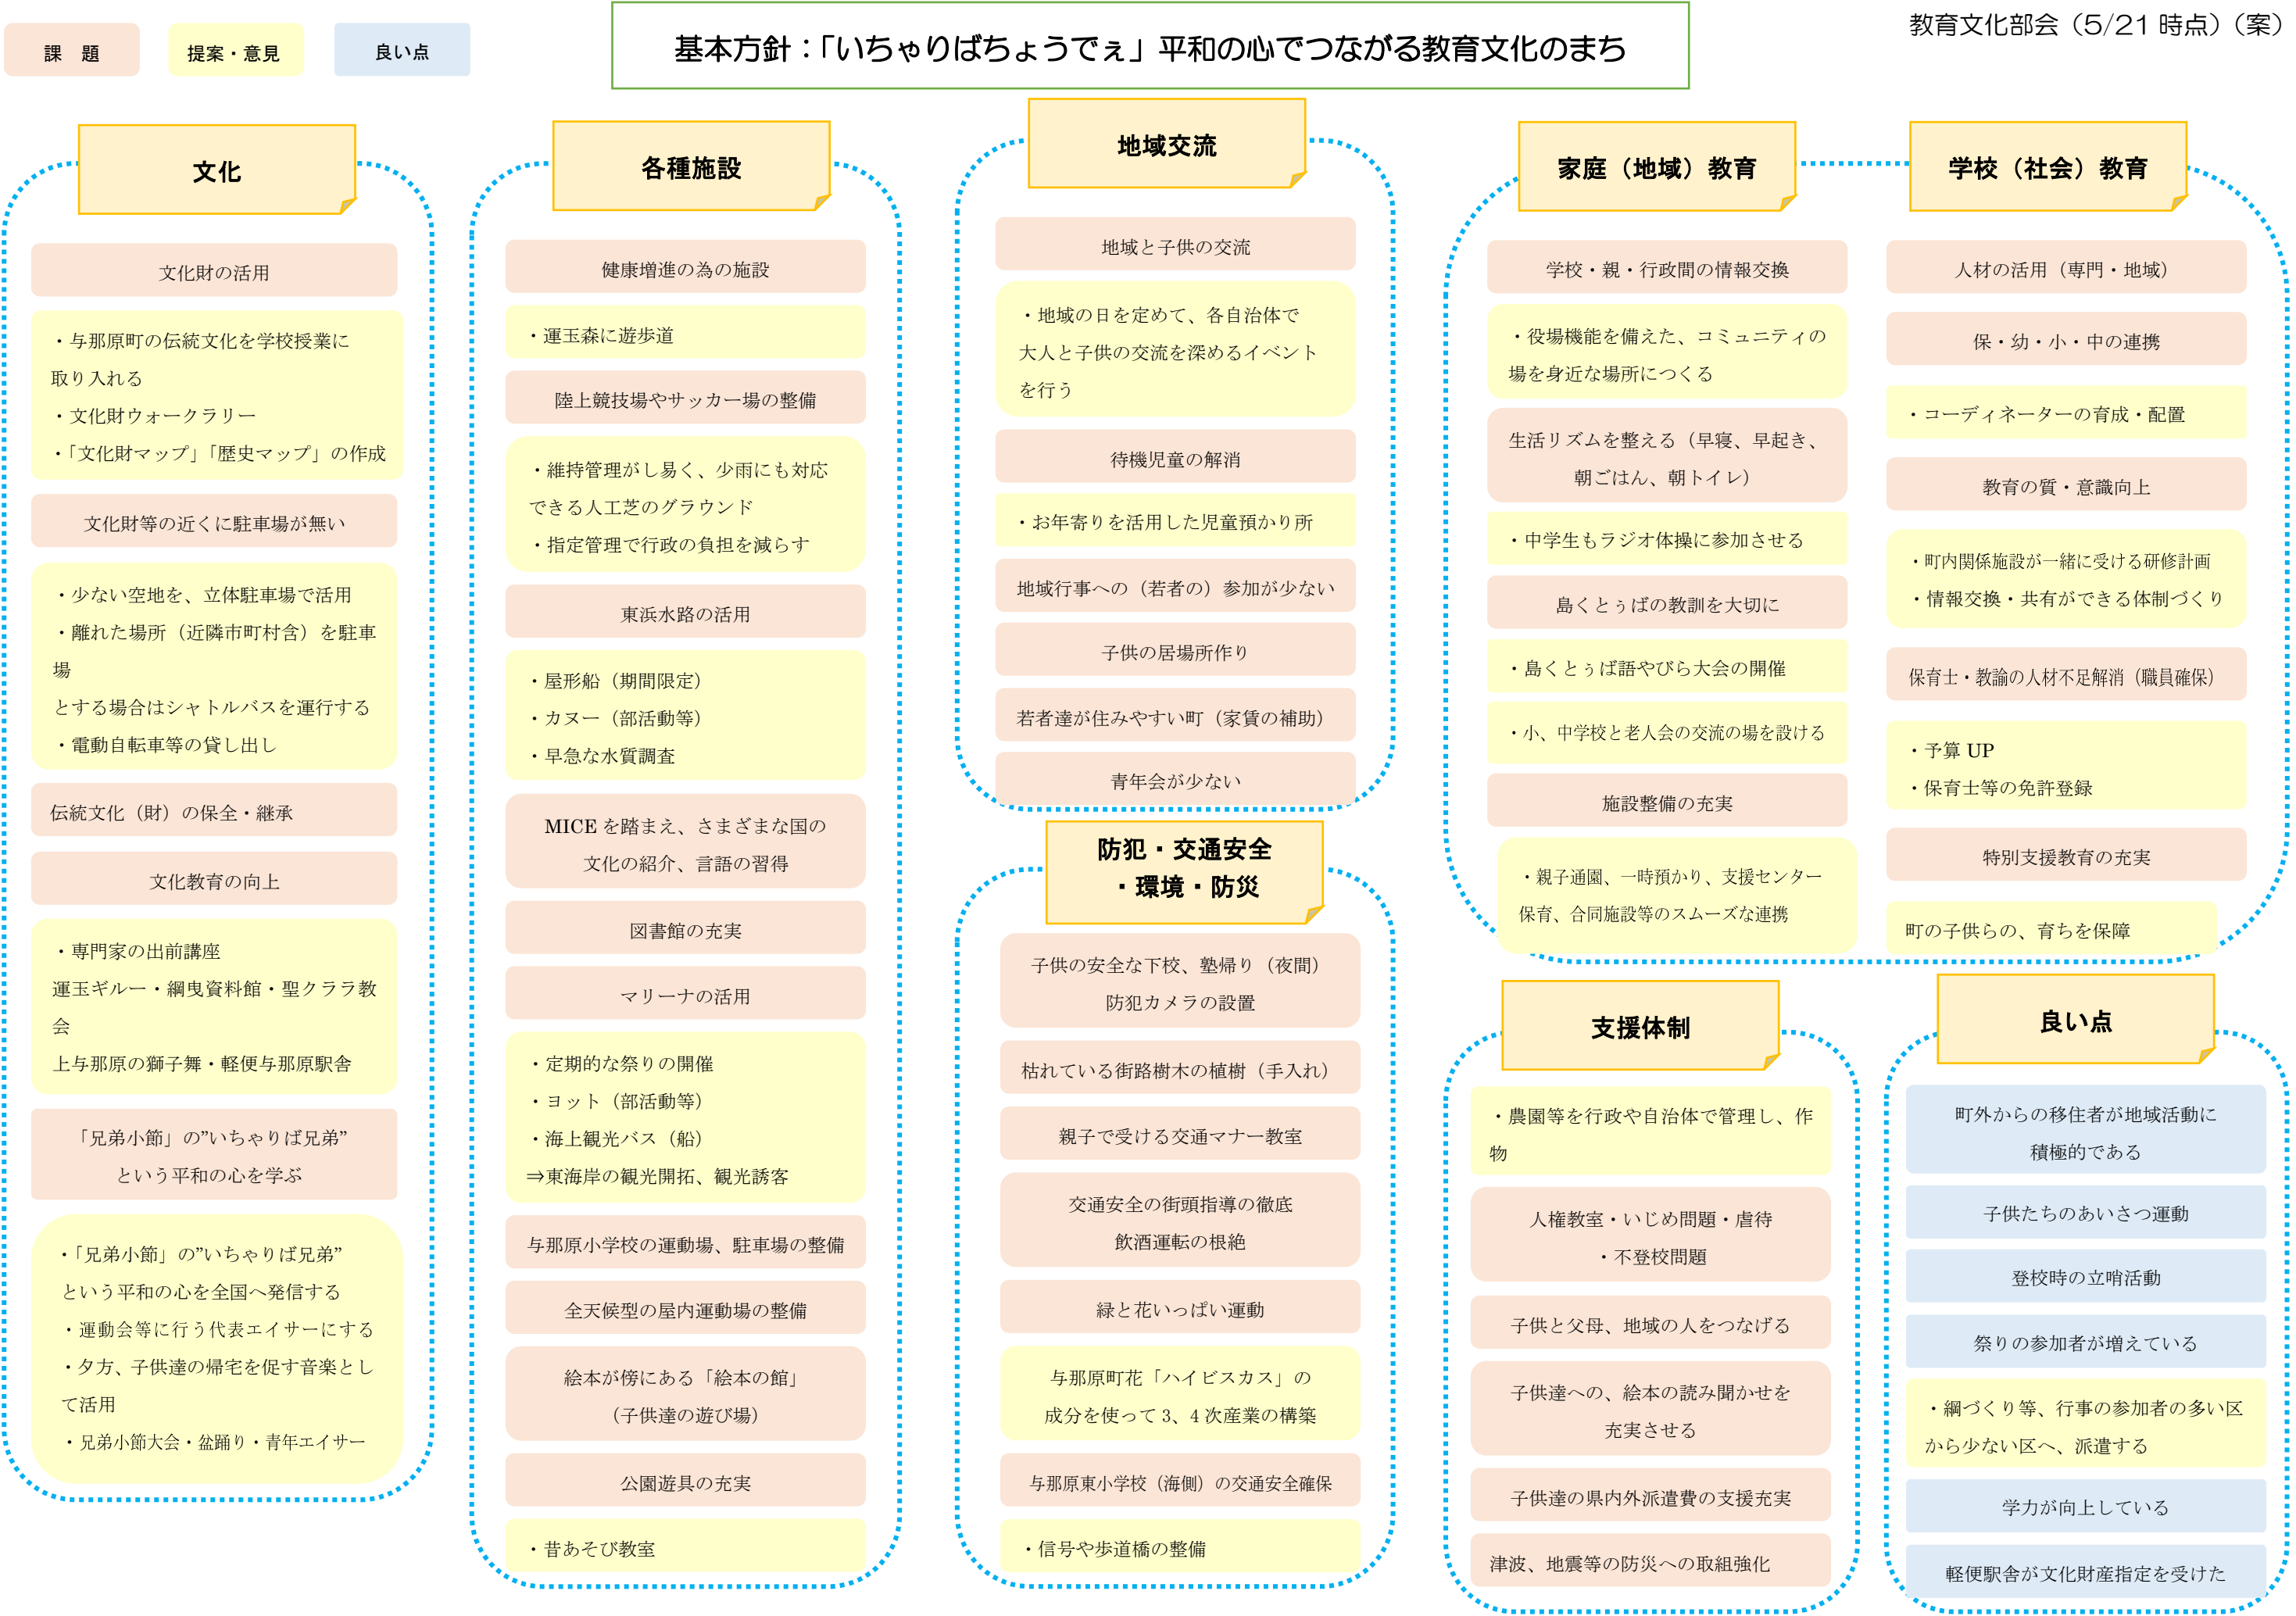 課　題
提案・意見
良い点
基本方針：「いちゃりばちょうでぇ」平和の心でつながる教育文化のまち
教育文化部会（5/21 時点）（案）
文化
文化財の活用
・与那原町の伝統文化を学校授業に
取り入れる
・文化財ウォークラリー
・「文化財マップ」「歴史マップ」の作成
文化財等の近くに駐車場が無い
・少ない空地を、立体駐車場で活用
・離れた場所（近隣市町村含）を駐車
場
とする場合はシャトルバスを運行する
・電動自転車等の貸し出し
伝統文化（財）の保全・継承
文化教育の向上
・専門家の出前講座
運玉ギルー・綱曳資料館・聖クララ教
会
上与那原の獅子舞・軽便与那原駅舎
「兄弟小節」の”いちゃりば兄弟”
という平和の心を学ぶ
・「兄弟小節」の”いちゃりば兄弟”
という平和の心を全国へ発信する
・運動会等に行う代表エイサーにする
・夕方、子供達の帰宅を促す音楽とし
て活用
・兄弟小節大会・盆踊り・青年エイサー
各種施設
健康増進の為の施設
・運玉森に遊歩道
陸上競技場やサッカー場の整備
・維持管理がし易く、少雨にも対応
できる人工芝のグラウンド
・指定管理で行政の負担を減らす
東浜水路の活用
・屋形船（期間限定）
・カヌー（部活動等）
・早急な水質調査
MICE を踏まえ、さまざまな国の
文化の紹介、言語の習得
図書館の充実
マリーナの活用
・定期的な祭りの開催
・ヨット（部活動等）
・海上観光バス（船）
⇒東海岸の観光開拓、観光誘客
与那原小学校の運動場、駐車場の整備
全天候型の屋内運動場の整備
絵本が傍にある「絵本の館」
（子供達の遊び場）
公園遊具の充実
・昔あそび教室
地域交流
地域と子供の交流
・地域の日を定めて、各自治体で
大人と子供の交流を深めるイベント
を行う
待機児童の解消
・お年寄りを活用した児童預かり所
地域行事への（若者の）参加が少ない
子供の居場所作り
若者達が住みやすい町（家賃の補助）
青年会が少ない
防犯・交通安全
・環境・防災
子供の安全な下校、塾帰り（夜間）
防犯カメラの設置
枯れている街路樹木の植樹（手入れ）
親子で受ける交通マナー教室
交通安全の街頭指導の徹底
飲酒運転の根絶
緑と花いっぱい運動
与那原町花「ハイビスカス」の
成分を使って 3、4 次産業の構築
与那原東小学校（海側）の交通安全確保
・信号や歩道橋の整備
家庭（地域）教育
学校・親・行政間の情報交換
・役場機能を備えた、コミュニティの
場を身近な場所につくる
生活リズムを整える（早寝、早起き、
朝ごはん、朝トイレ）
・中学生もラジオ体操に参加させる
島くとぅばの教訓を大切に
・島くとぅば語やびら大会の開催
・小、中学校と老人会の交流の場を設ける
施設整備の充実
・親子通園、一時預かり、支援センター
保育、合同施設等のスムーズな連携
学校（社会）教育
人材の活用（専門・地域）
保・幼・小・中の連携
・コーディネーターの育成・配置
教育の質・意識向上
・町内関係施設が一緒に受ける研修計画
・情報交換・共有ができる体制づくり
保育士・教諭の人材不足解消（職員確保）
・予算 UP
・保育士等の免許登録
特別支援教育の充実
町の子供らの、育ちを保障
支援体制
・農園等を行政や自治体で管理し、作
物
人権教室・いじめ問題・虐待
・不登校問題
子供と父母、地域の人をつなげる
子供達への、絵本の読み聞かせを
充実させる
子供達の県内外派遣費の支援充実
津波、地震等の防災への取組強化
良い点
町外からの移住者が地域活動に
積極的である
子供たちのあいさつ運動
登校時の立哨活動
祭りの参加者が増えている
・綱づくり等、行事の参加者の多い区
から少ない区へ、派遣する
学力が向上している
軽便駅舎が文化財産指定を受けた